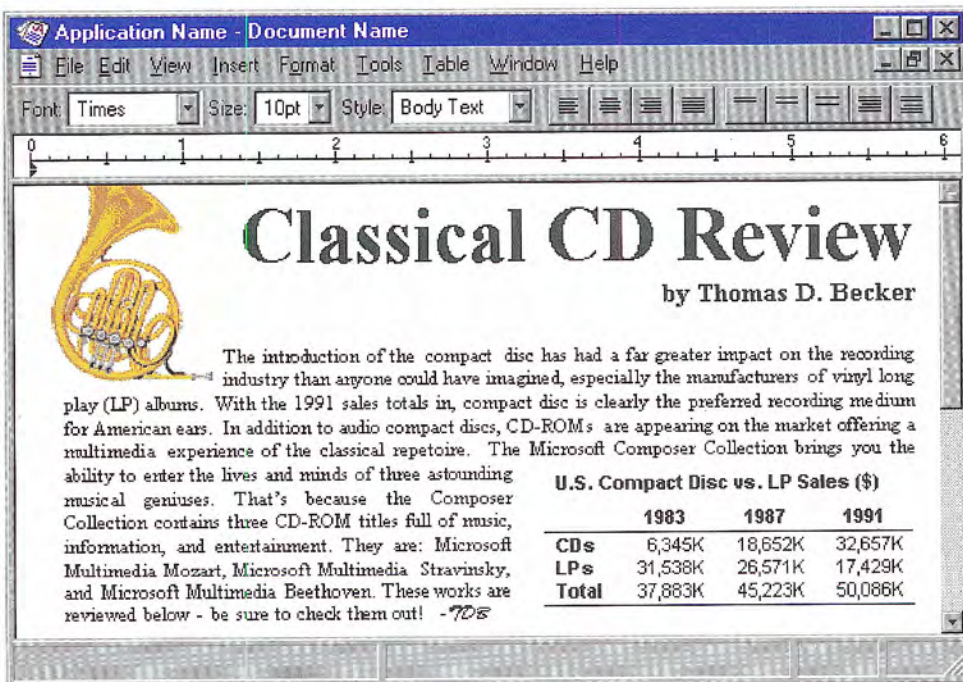 Application Name - Document Name
File Edit View Insert Format Tools Table Window Help
Font: Times Size: 10pt Style: Body Text
0 1 2 3 4 5 6
Classical CD Review
by Thomas D. Becker
The introduction of the compact disc has had a far greater impact on the recording
industry than anyone could have imagined, especially the manufacturers of vinyl long
play (LP) albums. With the 1991 sales totals in, compact disc is clearly the preferred recording medium
for American ears. In addition to audio compact discs, CD-ROMs are appearing on the market offering a
multimedia experience of the classical repetoire. The Microsoft Composer Collection brings you the
ability to enter the lives and minds of three astounding
musical geniuses. That's because the Composer
Collection contains three CD-ROM titles full of music,
information, and entertainment. They are: Microsoft
Multimedia Mozart, Microsoft Multimedia Stravinsky,
and Microsoft Multimedia Beethoven. These works are
reviewed below - be sure to check them out! -TDB
U.S. Compact Disc vs. LP Sales ($)
1983 1987 1991
CDs 6,345K 18,652K 32,657K
LPs 31,538K 26,571K 17,429K
Total 37,883K 45,223K 50,086K